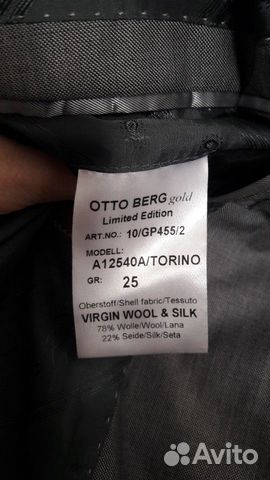 OTTO BERG gold
Limited Edition
ART.NO.: 10/GP455/2
MODELL:
A12540A/TORINO
GR: 25
Oberstoff/Shell fabric/Tessuto
VIRGIN WOOL & SILK
78% Wolle/Wool/Lana
22% Seide/Silk/Seta
Avito